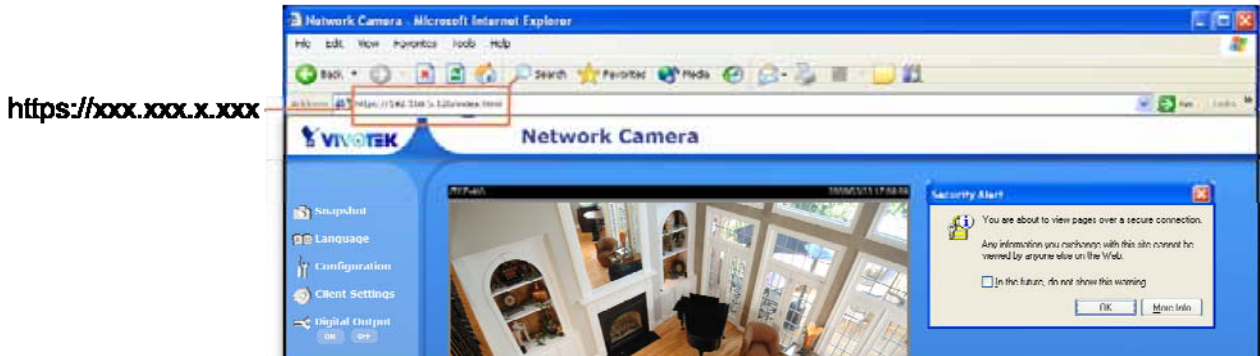 Network Camera - Microsoft Internet Explorer
File Edit View Favorites Tools Help
Back Search Favorites Media
Address
https://xxx.xxx.x.xxx
VIVOTEK
Network Camera
Security Alert
You are about to view pages over a secure connection.
Any information you exchange with this site cannot be
viewed by anyone else on the Web.
In the future, do not show this warning
OK More Info
Snapshot
Language
Configuration
Client Settings
Digital Output
ON OFF